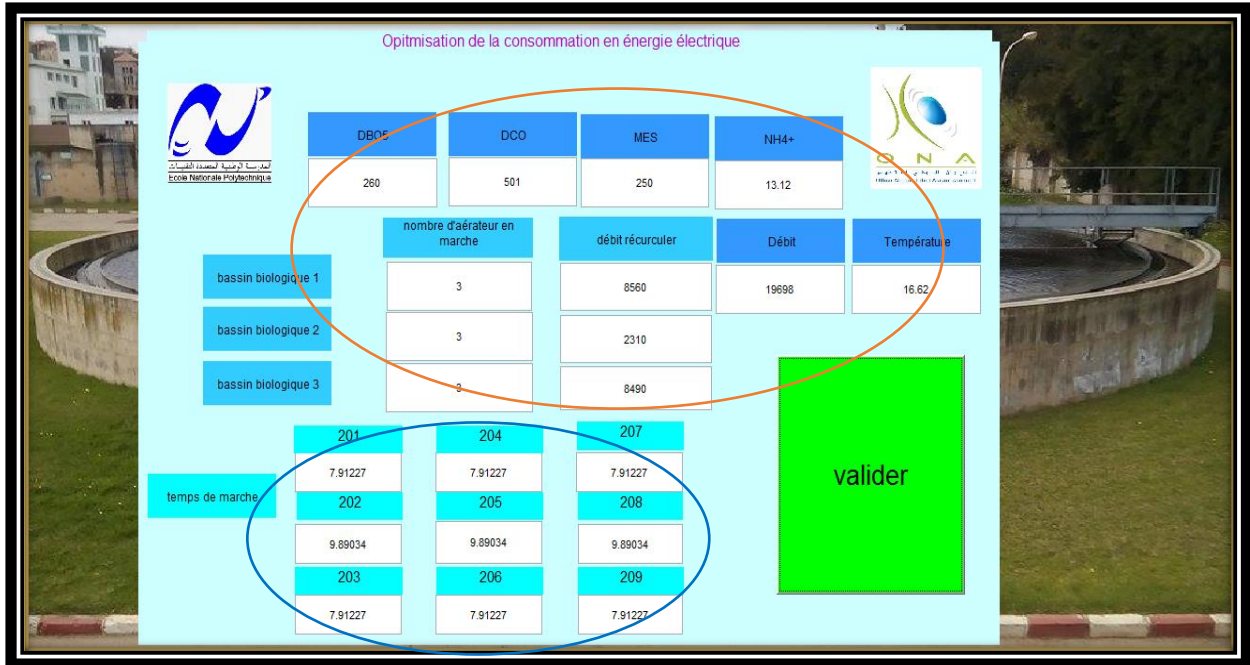 Opitmisation de la consommation en énergie électrique
المدرسة الوطنية المتعددة التقنيات
Ecole Nationale Polytechnique
DBO5
DCO
MES
NH4+
260
501
250
13.12
O N A
nombre d'aérateur en
marche
débit récurculer
Débit
Température
bassin biologique 1
3
8560
19698
16.62
bassin biologique 2
3
2310
bassin biologique 3
3
8490
201
204
207
7.91227
7.91227
7.91227
temps de marche
202
205
208
9.89034
9.89034
9.89034
203
206
209
7.91227
7.91227
7.91227
valider